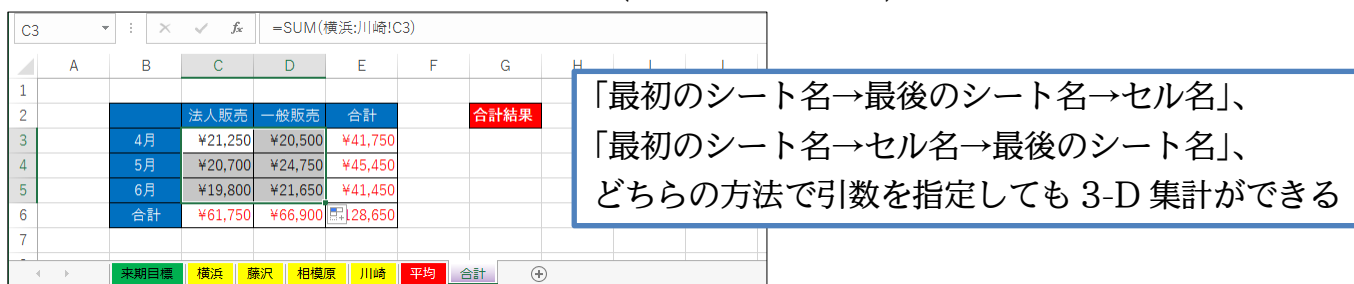 C3 fx =SUM(横浜:川崎!C3)
A B C D E F G H
1
2 法人販売 一般販売 合計 合計結果
3 4月 ¥21,250 ¥20,500 ¥41,750
4 5月 ¥20,700 ¥24,750 ¥45,450
5 6月 ¥19,800 ¥21,650 ¥41,450
6 合計 ¥61,750 ¥66,900 128,650
7
来期目標 横浜 藤沢 相模原 川崎 平均 合計
「最初のシート名→最後のシート名→セル名」、
「最初のシート名→セル名→最後のシート名」、
どちらの方法で引数を指定しても 3-D 集計ができる